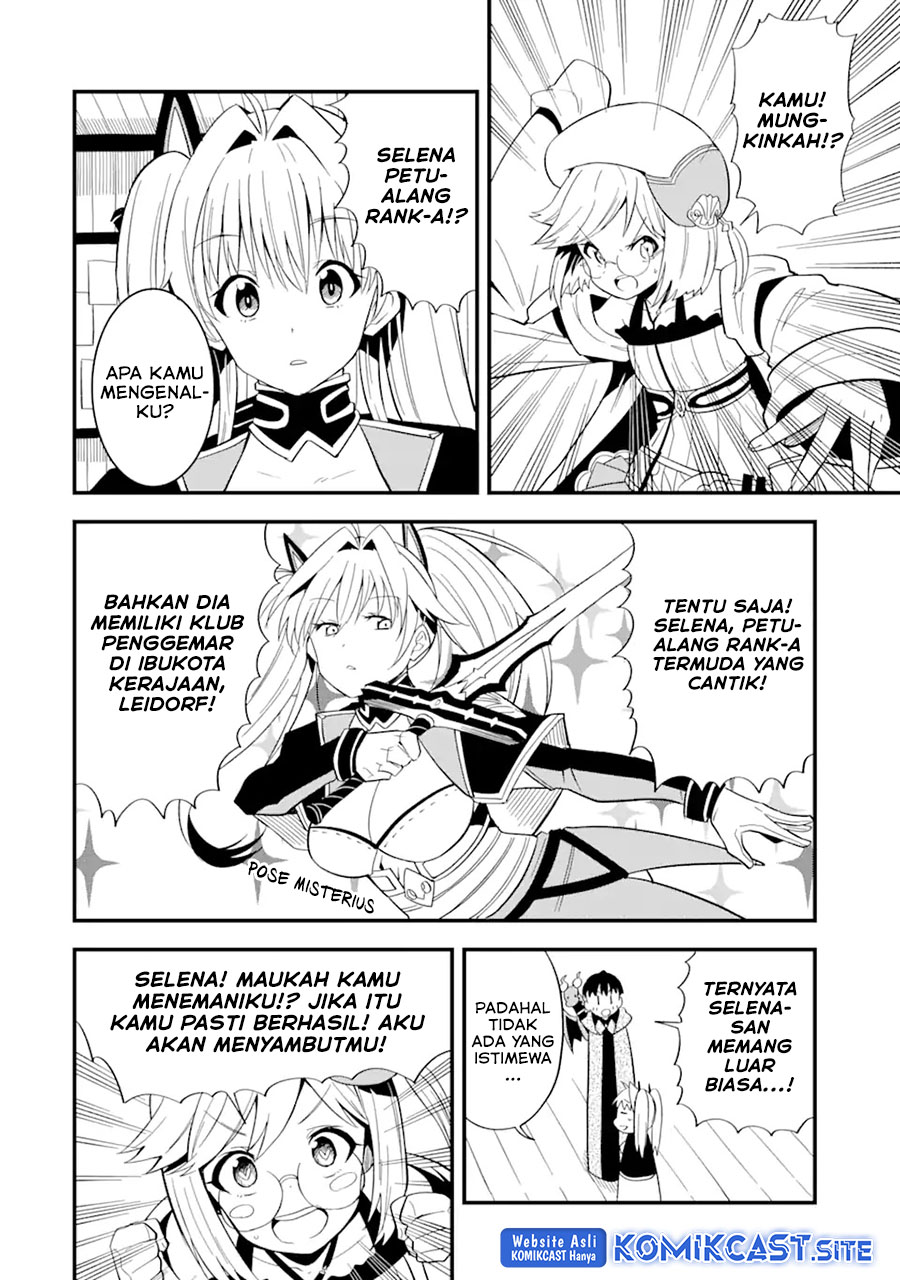 KAMU!
MUNG-
KINKAH!?
SELENA
PETU-
ALANG
RANK-A!?
APA KAMU
MENGENAL-
KU?
TENTU SAJA!
SELENA, PETU-
ALANG RANK-A
TERMUDA YANG
CANTIK!
BAHKAN DIA
MEMILIKI KLUB
PENGGEMAR
DI IBUKOTA
KERAJAAN,
LEIDORF!
POSE MISTERIUS
TERNYATA
SELENA-
SAN
MEMANG
LUAR
BIASA...!
PADAHAL
TIDAK
ADA YANG
ISTIMEWA
...
SELENA! MAUKAH KAMU
MENEMANIKU!? JIKA ITU
KAMU PASTI BERHASIL! AKU
AKAN MENYAMBUTMU!
Website Asli
KOMIKCAST Hanya
KOMIKCAST.SITE